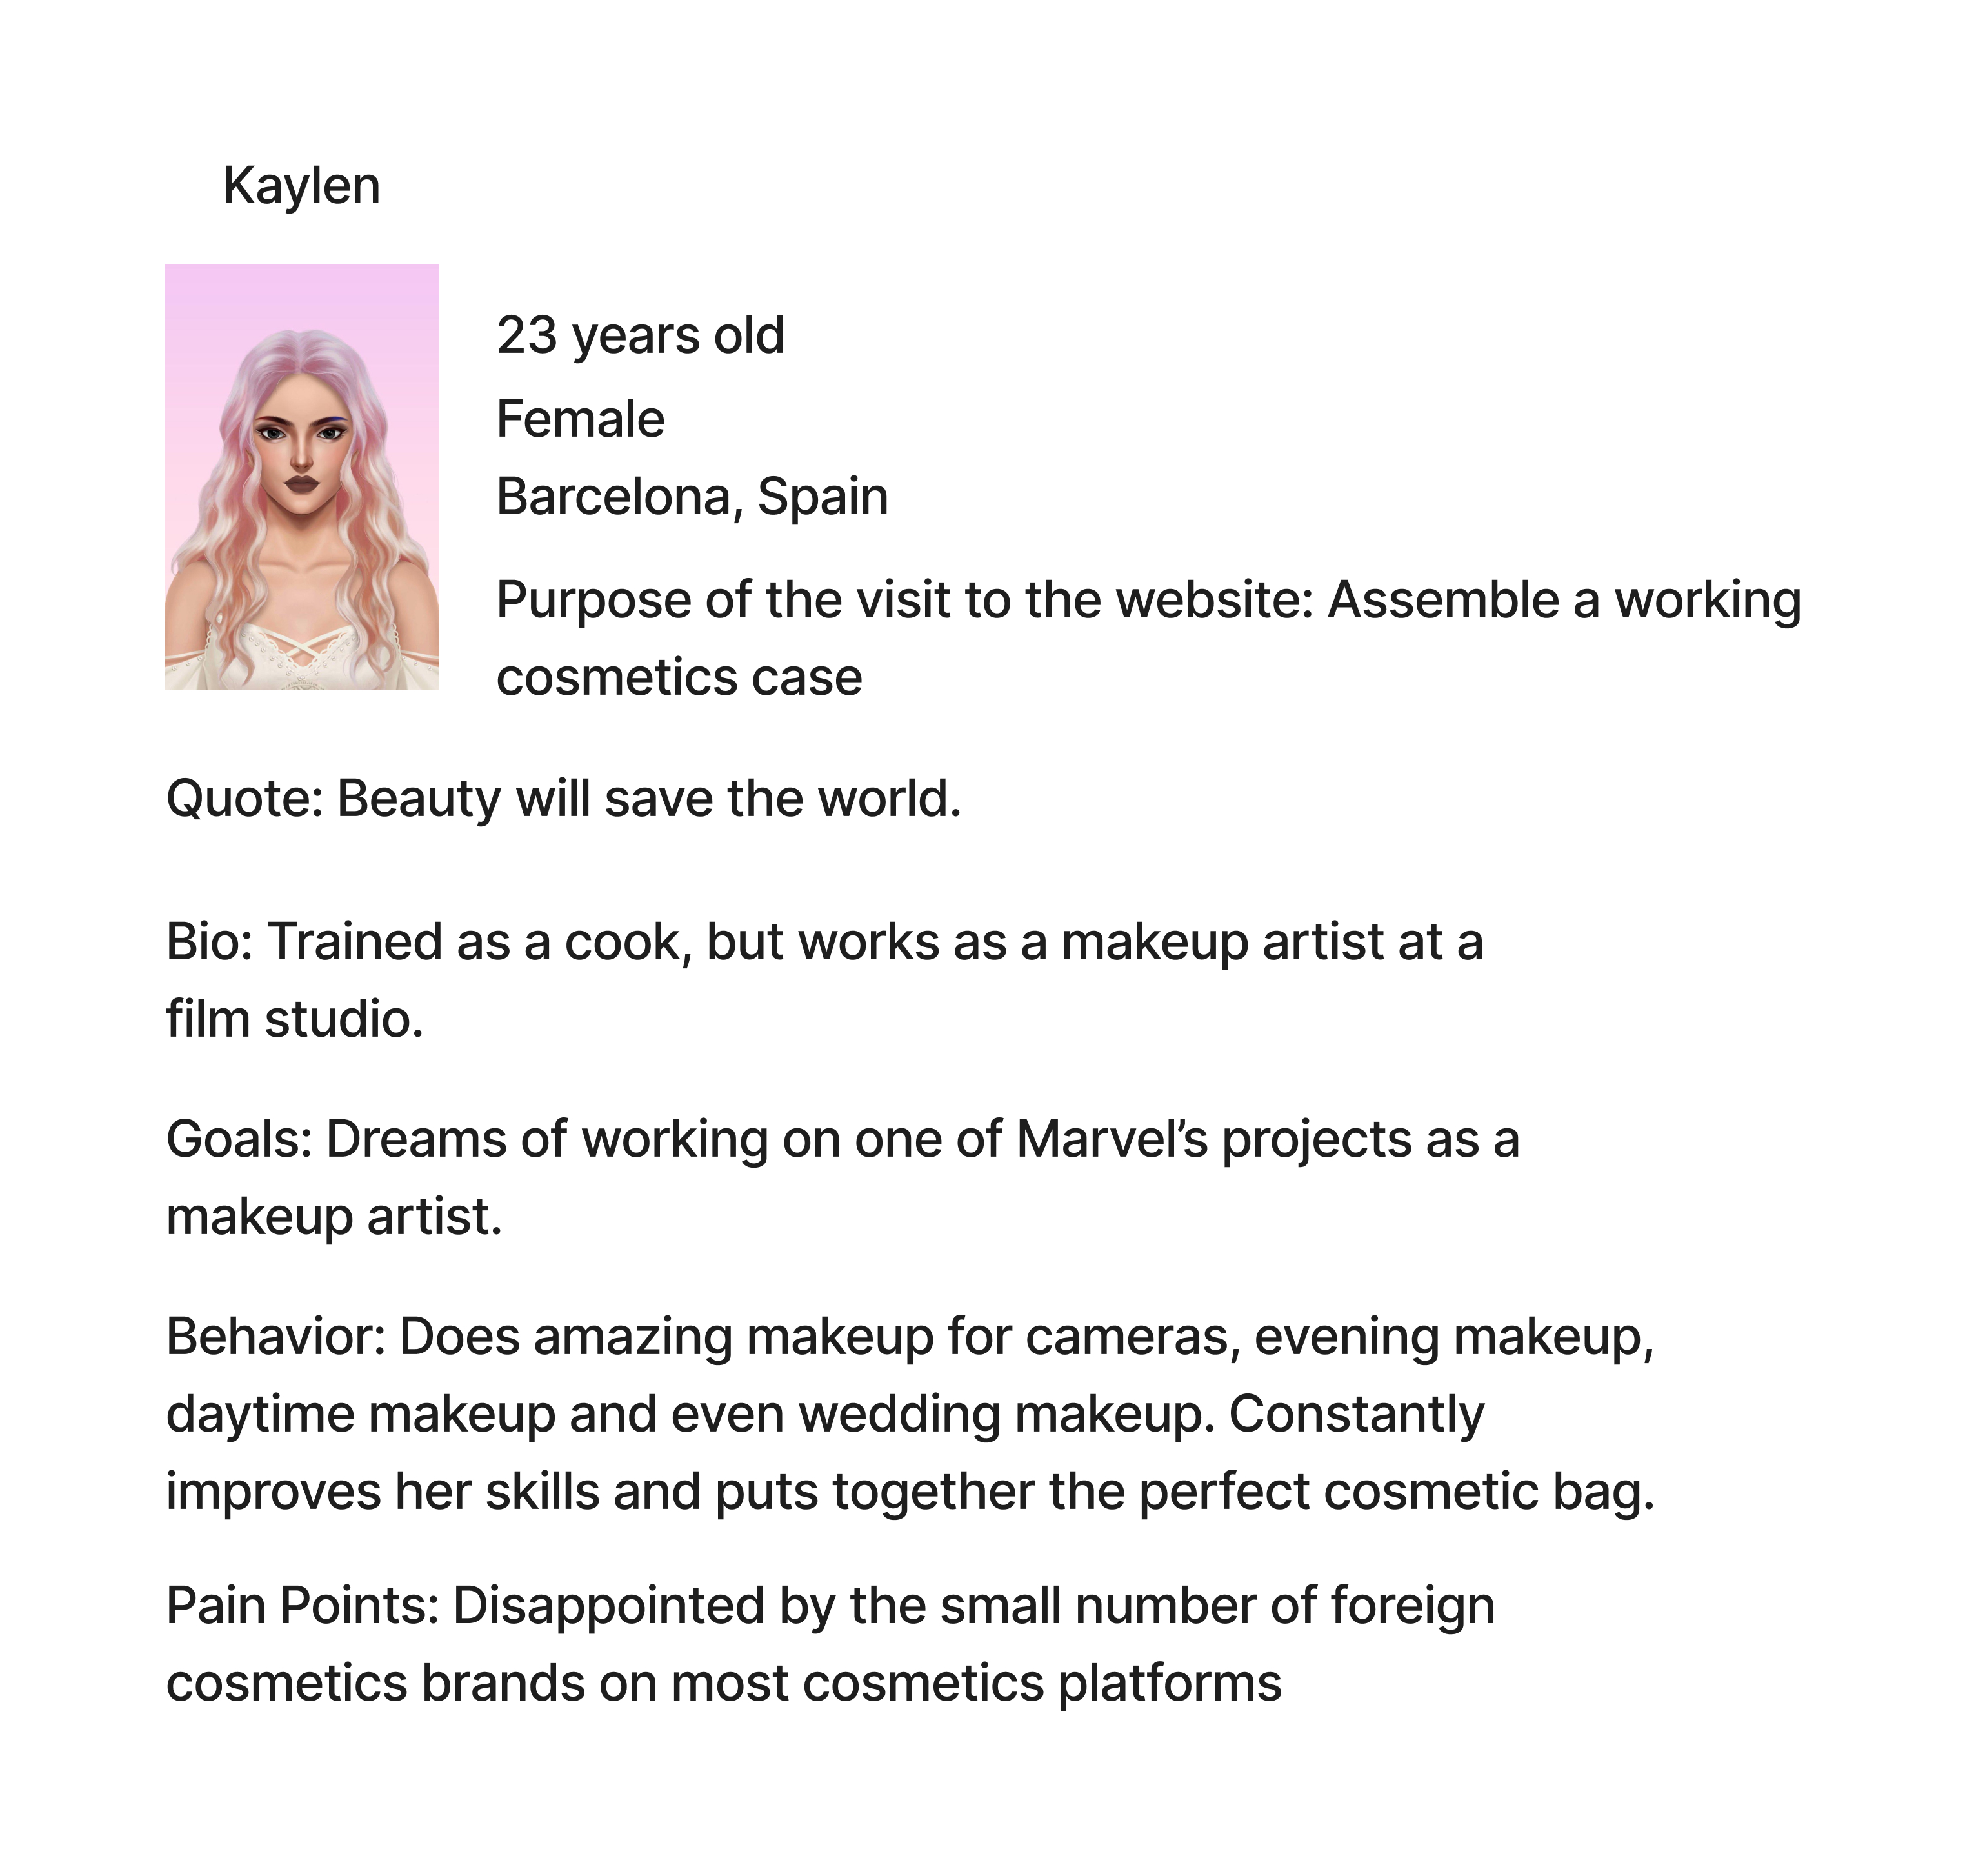 Kaylen
23 years old
Female
Barcelona, Spain
Purpose of the visit to the website: Assemble a working
cosmetics case
Quote: Beauty will save the world.
Bio: Trained as a cook, but works as a makeup artist at a
film studio.
Goals: Dreams of working on one of Marvel’s projects as a
makeup artist.
Behavior: Does amazing makeup for cameras, evening makeup,
daytime makeup and even wedding makeup. Constantly
improves her skills and puts together the perfect cosmetic bag.
Pain Points: Disappointed by the small number of foreign
cosmetics brands on most cosmetics platforms